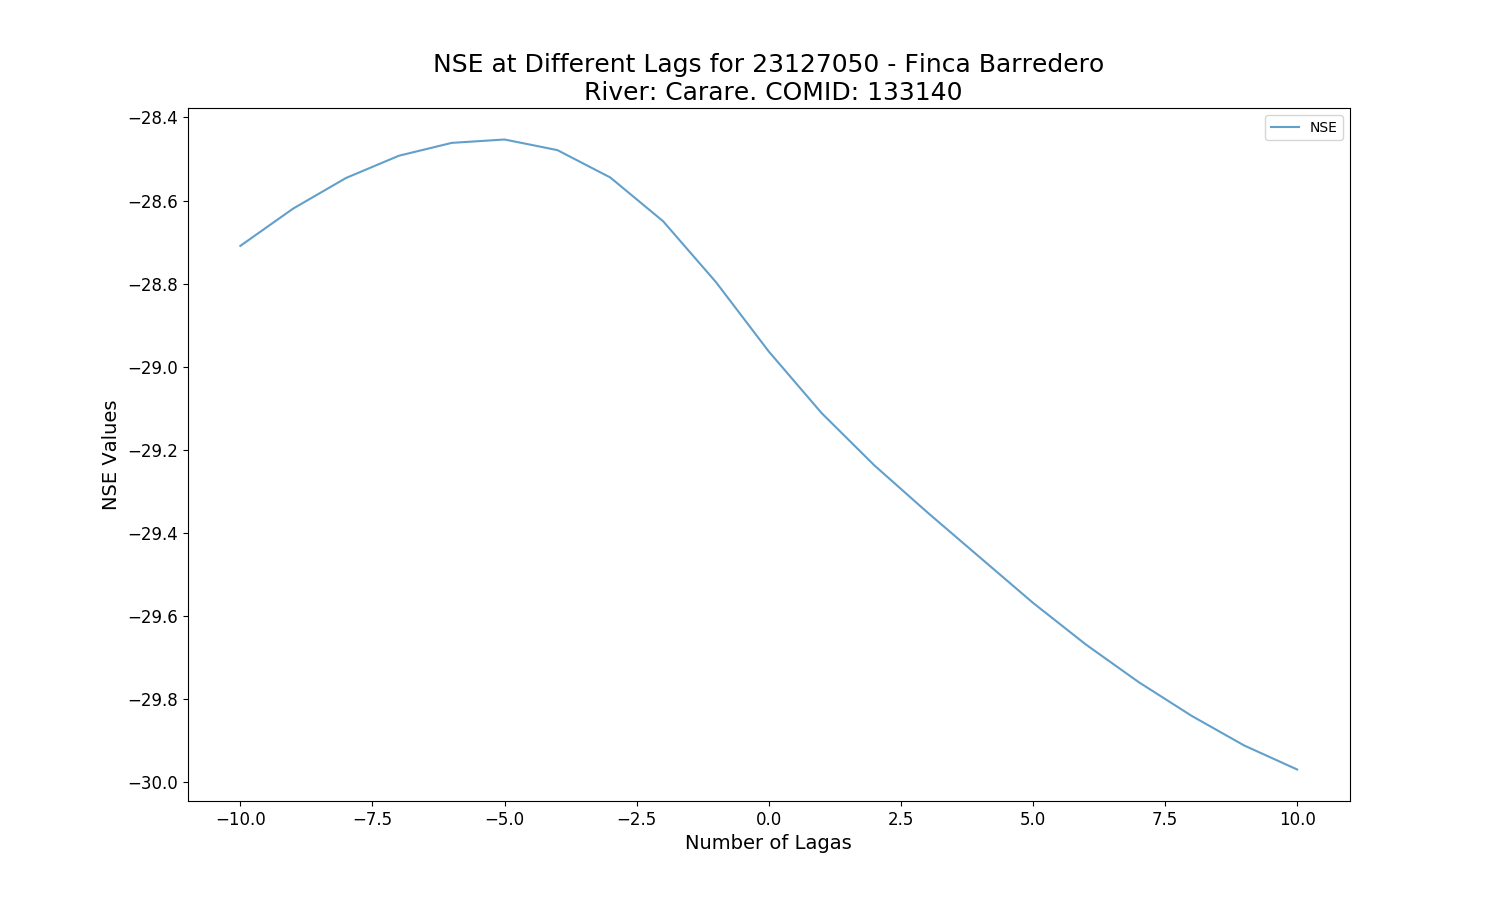 NSE at Different Lags for 23127050 - Finca Barredero
River: Carare. COMID: 133140
NSE
−28.4
−28.6
−28.8
−29.0
−29.2
−29.4
−29.6
−29.8
−30.0
NSE Values
−10.0 −7.5 −5.0 −2.5 0.0 2.5 5.0 7.5 10.0
Number of Lagas